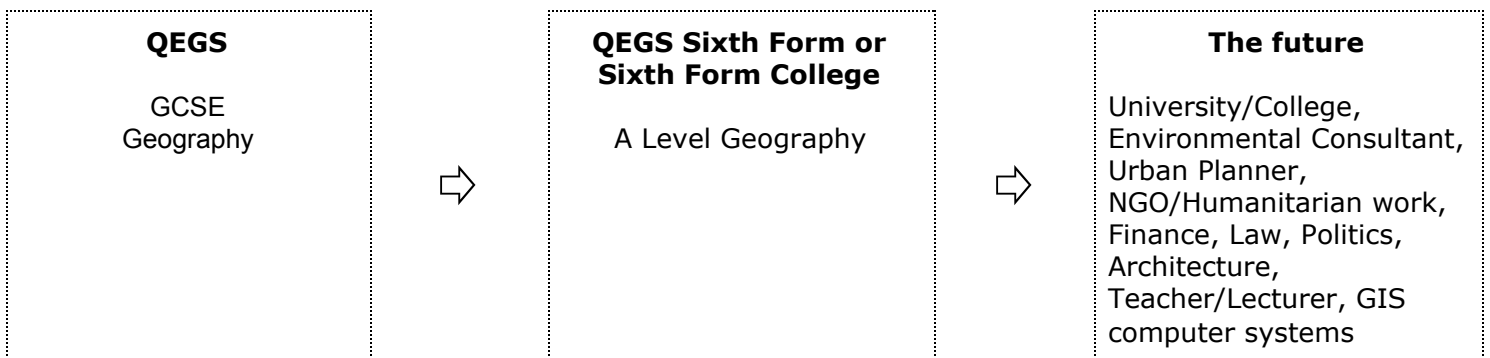 QEGS
GCSE
Geography
QEGS Sixth Form or
Sixth Form College
A Level Geography
The future
University/College,
Environmental Consultant,
Urban Planner,
NGO/Humanitarian work,
Finance, Law, Politics,
Architecture,
Teacher/Lecturer, GIS
computer systems